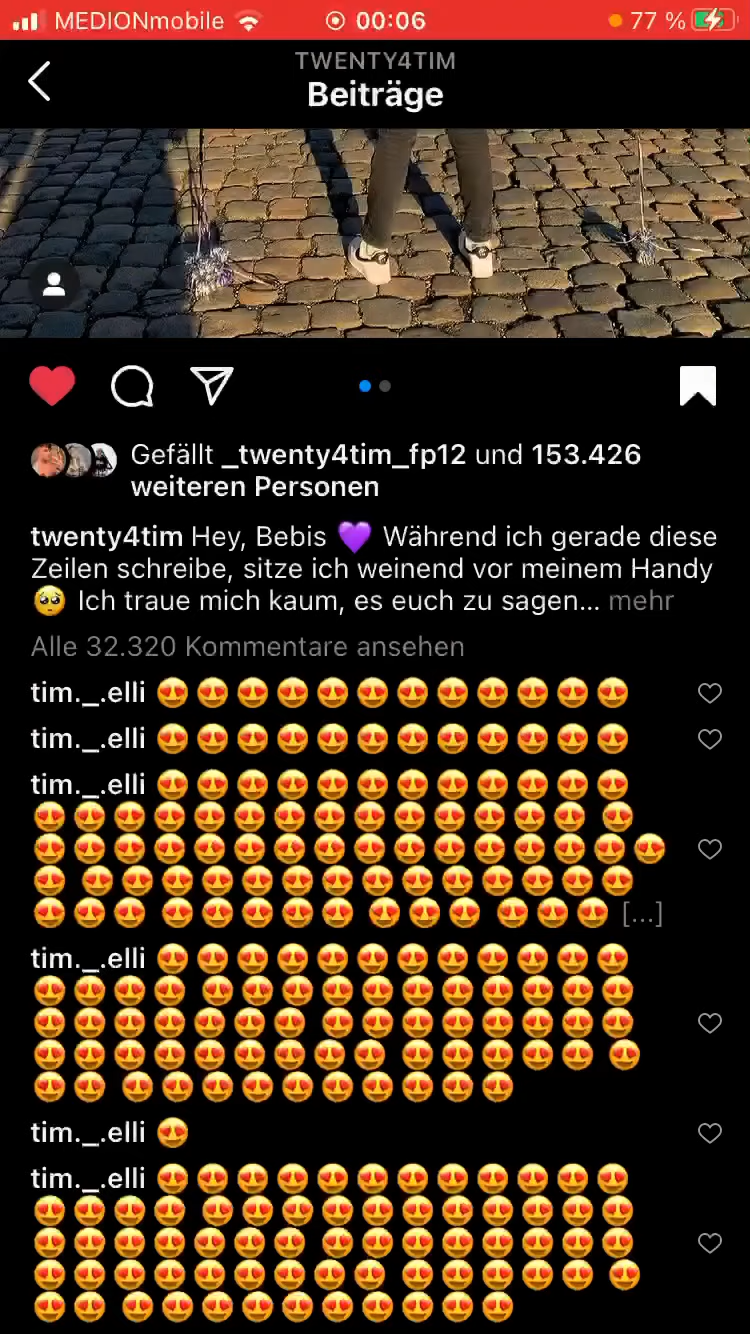 MEDIONmobile 00:06 77 %
TWENTY4TIM
Beiträge
Gefällt _twenty4tim_fp12 und 153.426
weiteren Personen
twenty4tim Hey, Bebis 💜 Während ich gerade diese
Zeilen schreibe, sitze ich weinend vor meinem Handy
🥺 Ich traue mich kaum, es euch zu sagen... mehr
Alle 32.320 Kommentare ansehen
tim._.elli 😍😍😍😍😍😍😍😍😍😍😍😍
tim._.elli 😍😍😍😍😍😍😍😍😍😍😍😍
tim._.elli 😍😍😍😍😍😍😍😍😍😍😍😍
😍😍😍😍😍😍😍😍😍😍😍😍😍😍 😍
😍😍😍😍😍😍😍😍😍😍😍😍😍😍😍😍
😍 😍😍😍😍😍😍😍😍😍😍😍😍😍😍
😍😍😍 😍😍😍😍😍 😍😍😍 😍😍😍 [...]
tim._.elli 😍😍😍😍😍😍😍😍😍😍😍😍
😍😍😍😍 😍😍😍😍😍😍😍😍😍😍😍
😍😍😍😍😍😍😍 😍😍😍😍😍😍😍😍
😍😍😍😍😍😍😍😍😍 😍😍😍😍😍 😍
😍😍 😍😍😍😍😍😍😍😍😍😍
tim._.elli 😍
tim._.elli 😍😍😍😍😍😍😍😍😍😍😍😍
😍😍😍😍 😍😍😍😍😍😍😍😍😍😍😍
😍😍😍😍😍😍😍 😍😍😍😍😍😍😍😍
😍😍😍😍😍😍😍😍😍 😍😍😍😍😍 😍
😍😍 😍😍😍😍😍😍😍😍😍😍